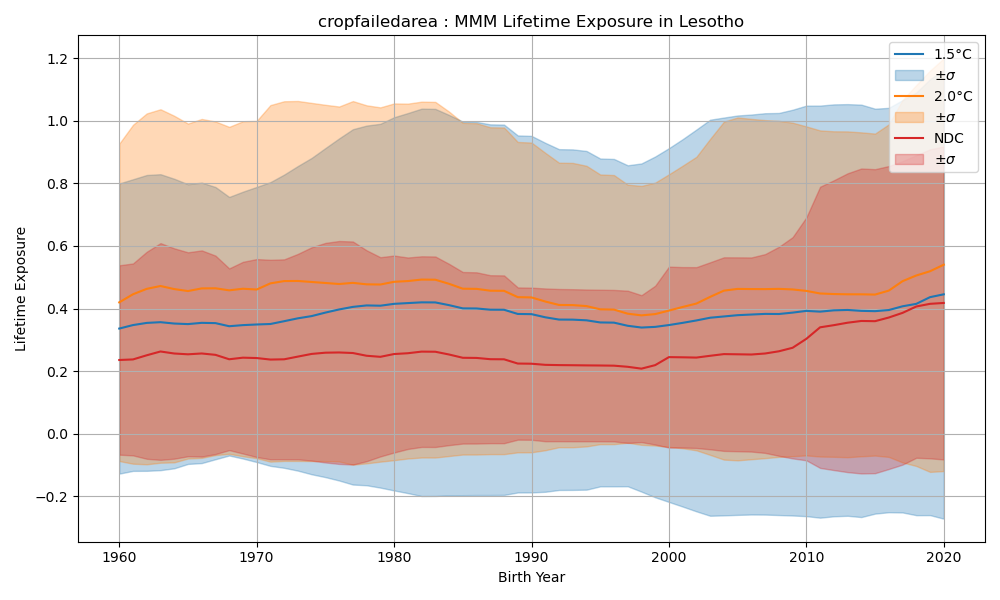 cropfailedarea : MMM Lifetime Exposure in Lesotho
1.2
1.0
0.8
0.6
0.4
0.2
0.0
−0.2
Lifetime Exposure
1960
1970
1980
1990
2000
2010
2020
Birth Year
1.5°C
±σ
2.0°C
±σ
NDC
±σ